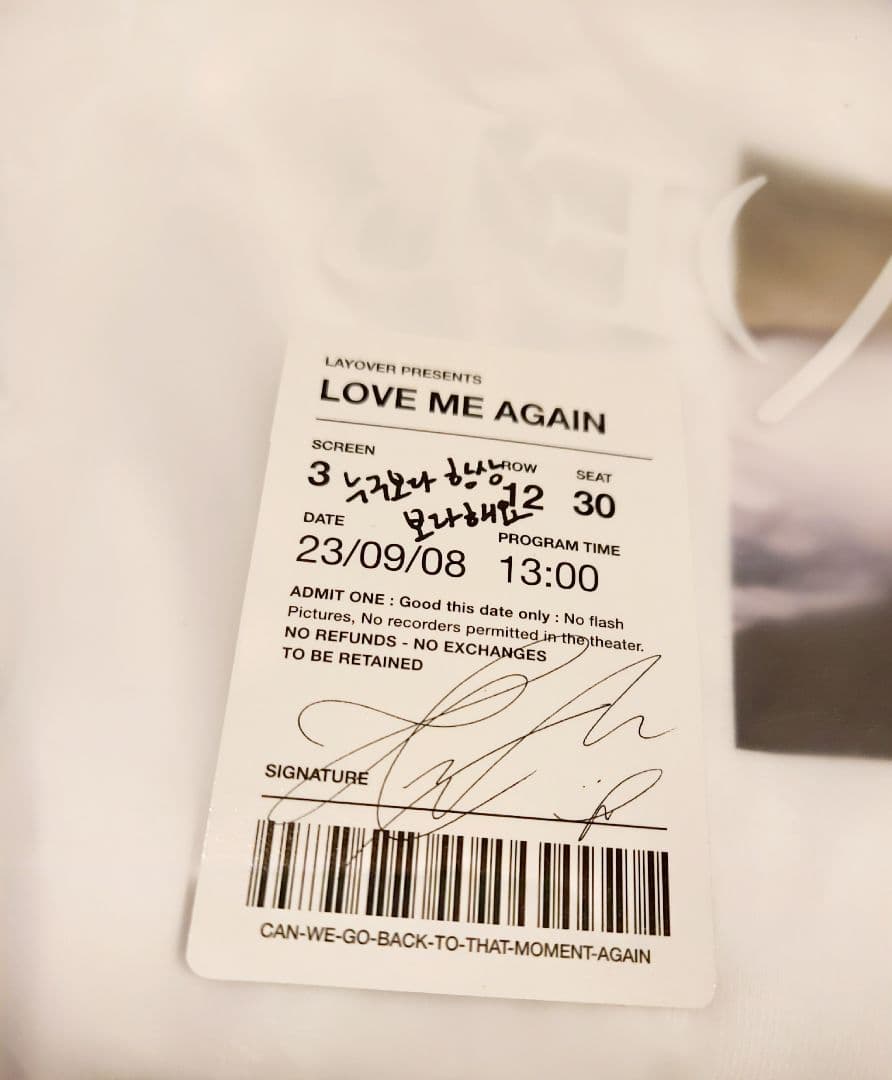 LAYOVER PRESENTS
LOVE ME AGAIN
SCREEN ROW SEAT
3 12 30
누구보다 항상
보라해요
DATE PROGRAM TIME
23/09/08 13:00
ADMIT ONE : Good this date only : No flash
Pictures, No recorders permitted in the theater.
NO REFUNDS - NO EXCHANGES
TO BE RETAINED
SIGNATURE
CAN-WE-GO-BACK-TO-THAT-MOMENT-AGAIN